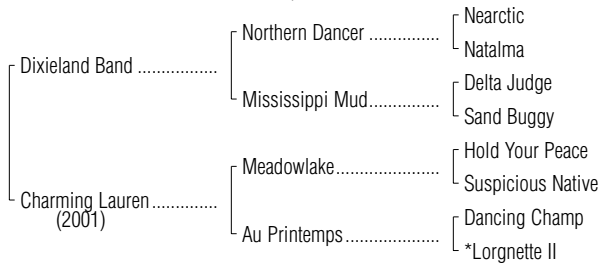 Nearctic
Northern Dancer ...............
Natalma
Dixieland Band .................
Delta Judge
Mississippi Mud...............
Sand Buggy
Hold Your Peace
Meadowlake......................
Suspicious Native
Charming Lauren..............
(2001)
Dancing Champ
Au Printemps....................
*Lorgnette II